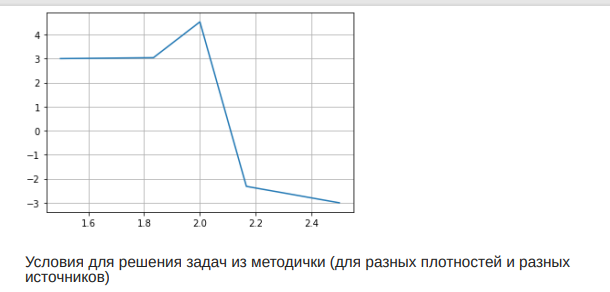 4
3
2
1
0
−1
−2
−3
1.6 1.8 2.0 2.2 2.4
Условия для решения задач из методички (для разных плотностей и разных
источников)